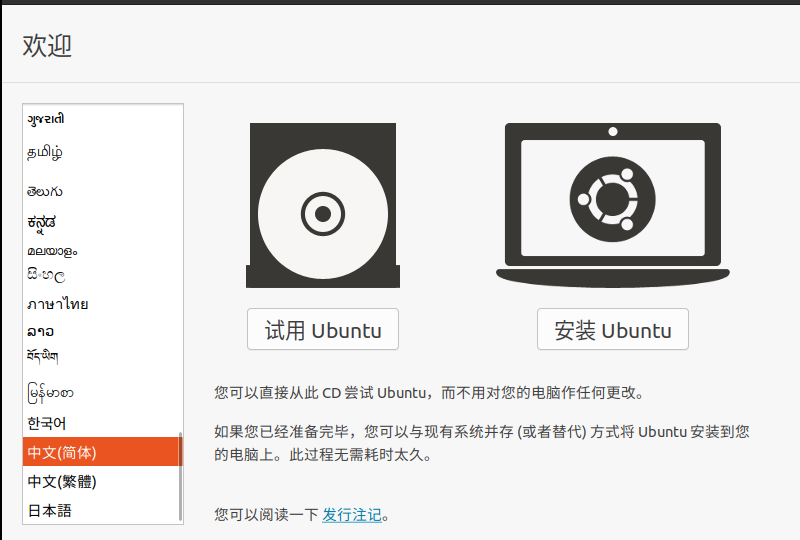 欢迎
ગુજરાતી
தமிழ்
తెలుగు
ಕನ್ನಡ
മലയാളം
සිංහල
ภาษาไทย
ລາວ
བོད་ཡིག
မြန်မာစာ
한국어
中文(简体)
中文(繁體)
日本語
试用 Ubuntu
安装 Ubuntu
您可以直接从此 CD 尝试 Ubuntu，而不用对您的电脑作任何更改。
如果您已经准备完毕，您可以与现有系统并存 (或者替代) 方式将 Ubuntu 安装到您
的电脑上。此过程无需耗时太久。
您可以阅读一下 发行注记。